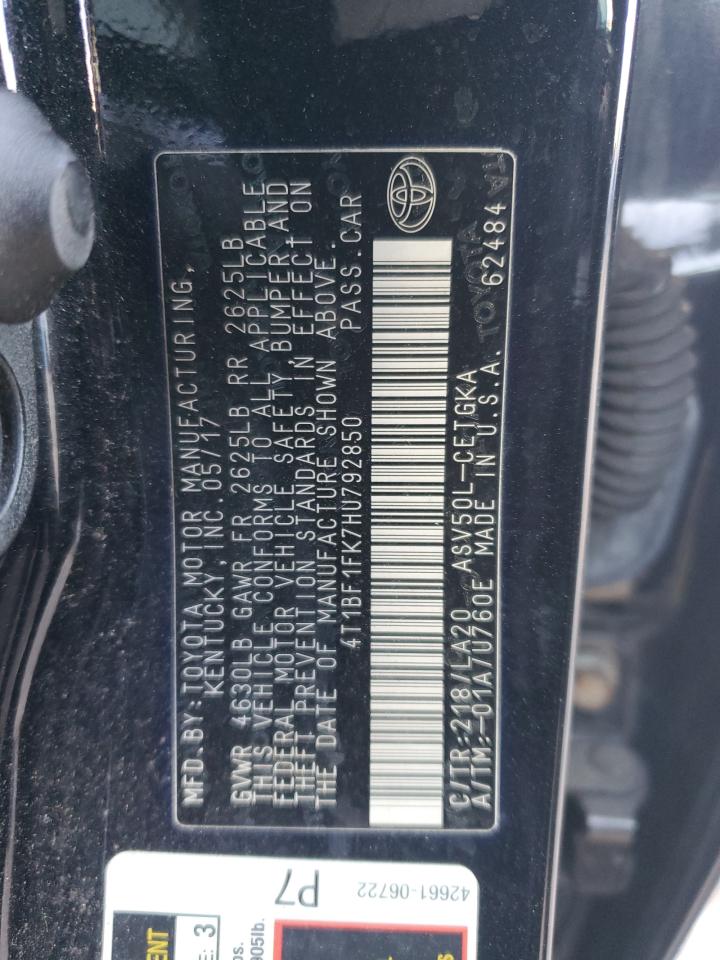 MFD.BY:TOYOTA MOTOR MANUFACTURING,
KENTUCKY, INC. 05/17
GVWR 4630LB GAWR FR 2625LB RR 2625LB
THIS VEHICLE CONFORMS TO ALL APPLICABLE
FEDERAL MOTOR VEHICLE SAFETY, BUMPER,AND
THEFT PREVENTION STANDARDS IN EFFECT ON
THE DATE OF MANUFACTURE SHOWN ABOVE.
4T1BF1FK7HU792850 PASS.CAR
C/TR:218/LA20 ASV50L-CETGKA
A/TM:-01A/U760E MADE IN U.S.A. 62484
TOYOTA
P7
42661-06722
3
905lb.